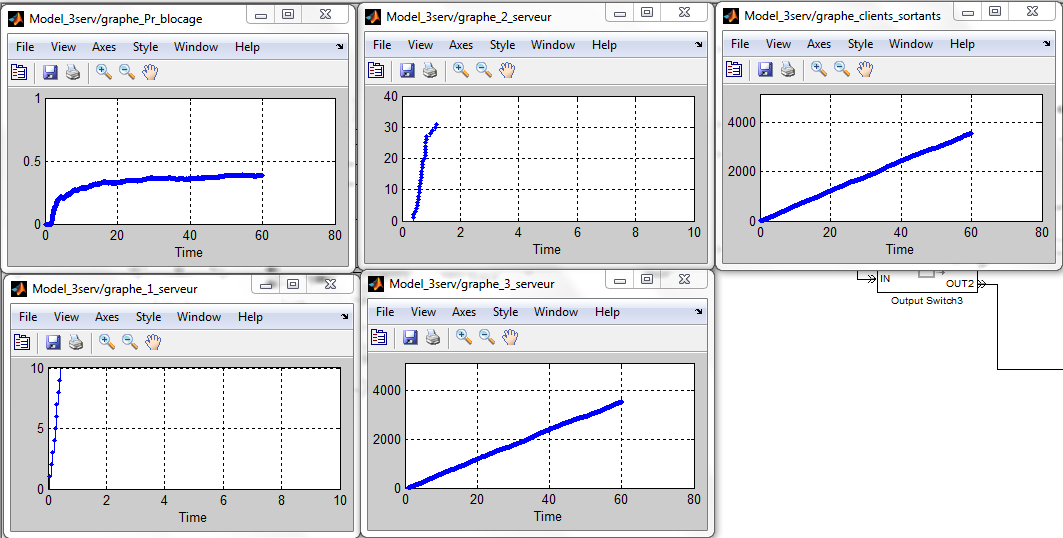 Model_3serv/graphe_Pr_blocage
File View Axes Style Window Help
1
0.5
0
0 20 40 60 80
Time
Model_3serv/graphe_2_serveur
File View Axes Style Window Help
40
30
20
10
0
0 2 4 6 8 10
Time
Model_3serv/graphe_clients_sortants
File View Axes Style Window Help
4000
2000
0
0 20 40 60 80
Time
IN
OUT2
Output Switch3
Model_3serv/graphe_1_serveur
File View Axes Style Window Help
10
5
0
0 2 4 6 8 10
Time
Model_3serv/graphe_3_serveur
File View Axes Style Window Help
4000
2000
0
0 20 40 60 80
Time